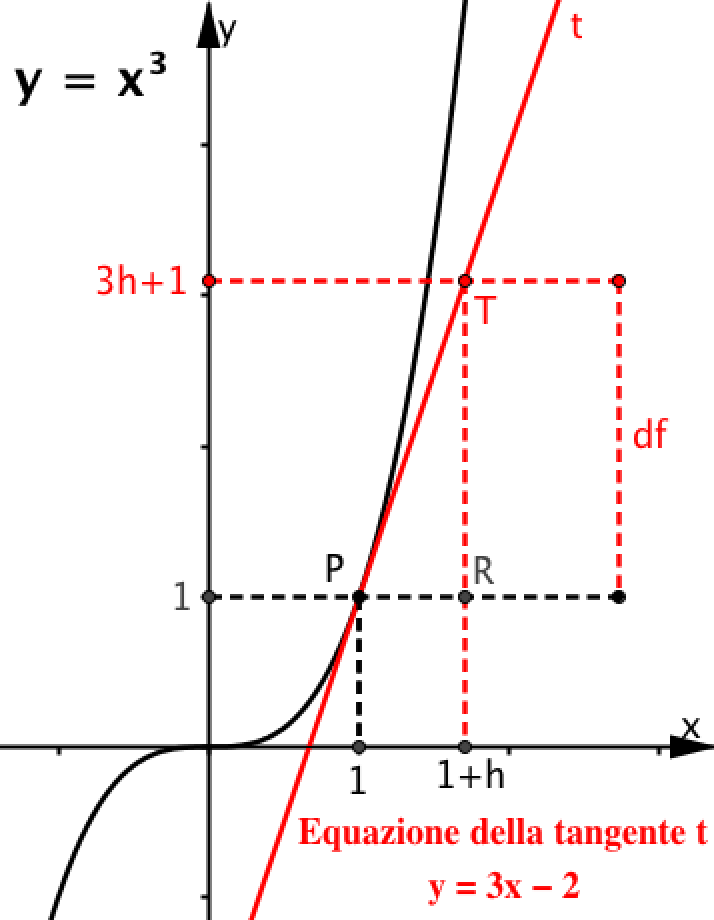 y
t
y = x³
3h+1
T
df
P
R
1
x
1
1+h
Equazione della tangente t
y = 3x – 2